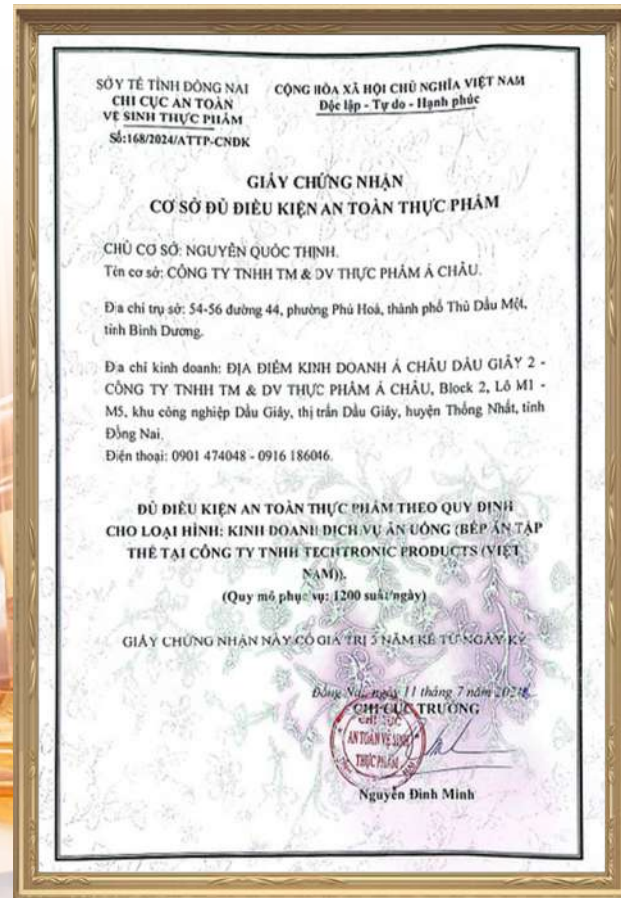 SỞ Y TẾ TỈNH ĐỒNG NAI
CHI CỤC AN TOÀN
VỆ SINH THỰC PHẨM
Số:168/2024/ATTP-CNĐK
CỘNG HÒA XÃ HỘI CHỦ NGHĨA VIỆT NAM
Độc lập - Tự do - Hạnh phúc
GIẤY CHỨNG NHẬN
CƠ SỞ ĐỦ ĐIỀU KIỆN AN TOÀN THỰC PHẨM
CHỦ CƠ SỞ: NGUYỄN QUỐC THỊNH.
Tên cơ sở: CÔNG TY TNHH TM & DV THỰC PHẨM Á CHÂU.
Địa chỉ trụ sở: 54-56 đường 44, phường Phú Hoà, thành phố Thủ Dầu Một,
tỉnh Bình Dương.
Địa chỉ kinh doanh: ĐỊA ĐIỂM KINH DOANH Á CHÂU DẦU GIÂY 2 -
CÔNG TY TNHH TM & DV THỰC PHẨM Á CHÂU, Block 2, Lô M1 -
M5, khu công nghiệp Dầu Giây, thị trấn Dầu Giây, huyện Thống Nhất, tỉnh
Đồng Nai.
Điện thoại: 0901 474048 - 0916 186046.
ĐỦ ĐIỀU KIỆN AN TOÀN THỰC PHẨM THEO QUY ĐỊNH
CHO LOẠI HÌNH: KINH DOANH DỊCH VỤ ĂN UỐNG (BẾP ĂN TẬP
THỂ TẠI CÔNG TY TNHH TECHTRONIC PRODUCTS (VIỆT
NAM)).
(Quy mô phục vụ: 1200 suất/ngày)
GIẤY CHỨNG NHẬN NÀY CÓ GIÁ TRỊ 3 NĂM KỂ TỪ NGÀY KÝ
Đồng Nai, ngày 11 tháng 7 năm 2024
CHI CỤC TRƯỞNG
CHI CỤC
AN TOÀN VỆ SINH
THỰC PHẨM
Nguyễn Đình Minh